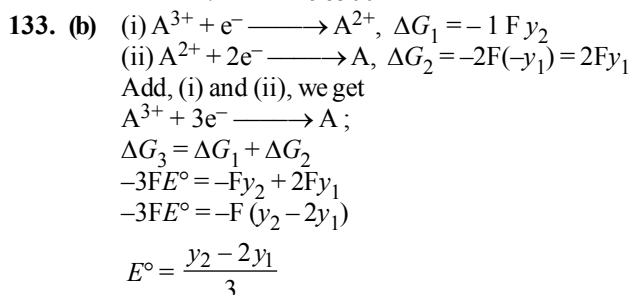 133. (b) (i) A³⁺ + e⁻ ⟶ A²⁺, ΔG₁ = – 1 F y₂
(ii) A²⁺ + 2e⁻ ⟶ A, ΔG₂ = –2F(–y₁) = 2Fy₁
Add, (i) and (ii), we get
A³⁺ + 3e⁻ ⟶ A ;
ΔG₃ = ΔG₁ + ΔG₂
–3FE° = –Fy₂ + 2Fy₁
–3FE° = –F (y₂ – 2y₁)
E° = (y₂ – 2y₁) / 3